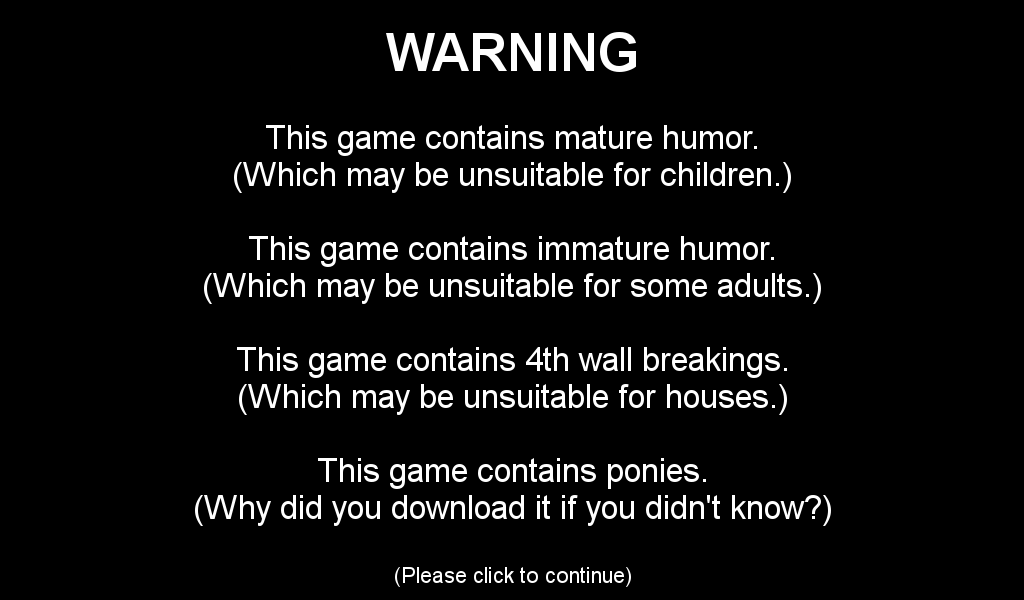 WARNING
This game contains mature humor.
(Which may be unsuitable for children.)
This game contains immature humor.
(Which may be unsuitable for some adults.)
This game contains 4th wall breakings.
(Which may be unsuitable for houses.)
This game contains ponies.
(Why did you download it if you didn't know?)
(Please click to continue)